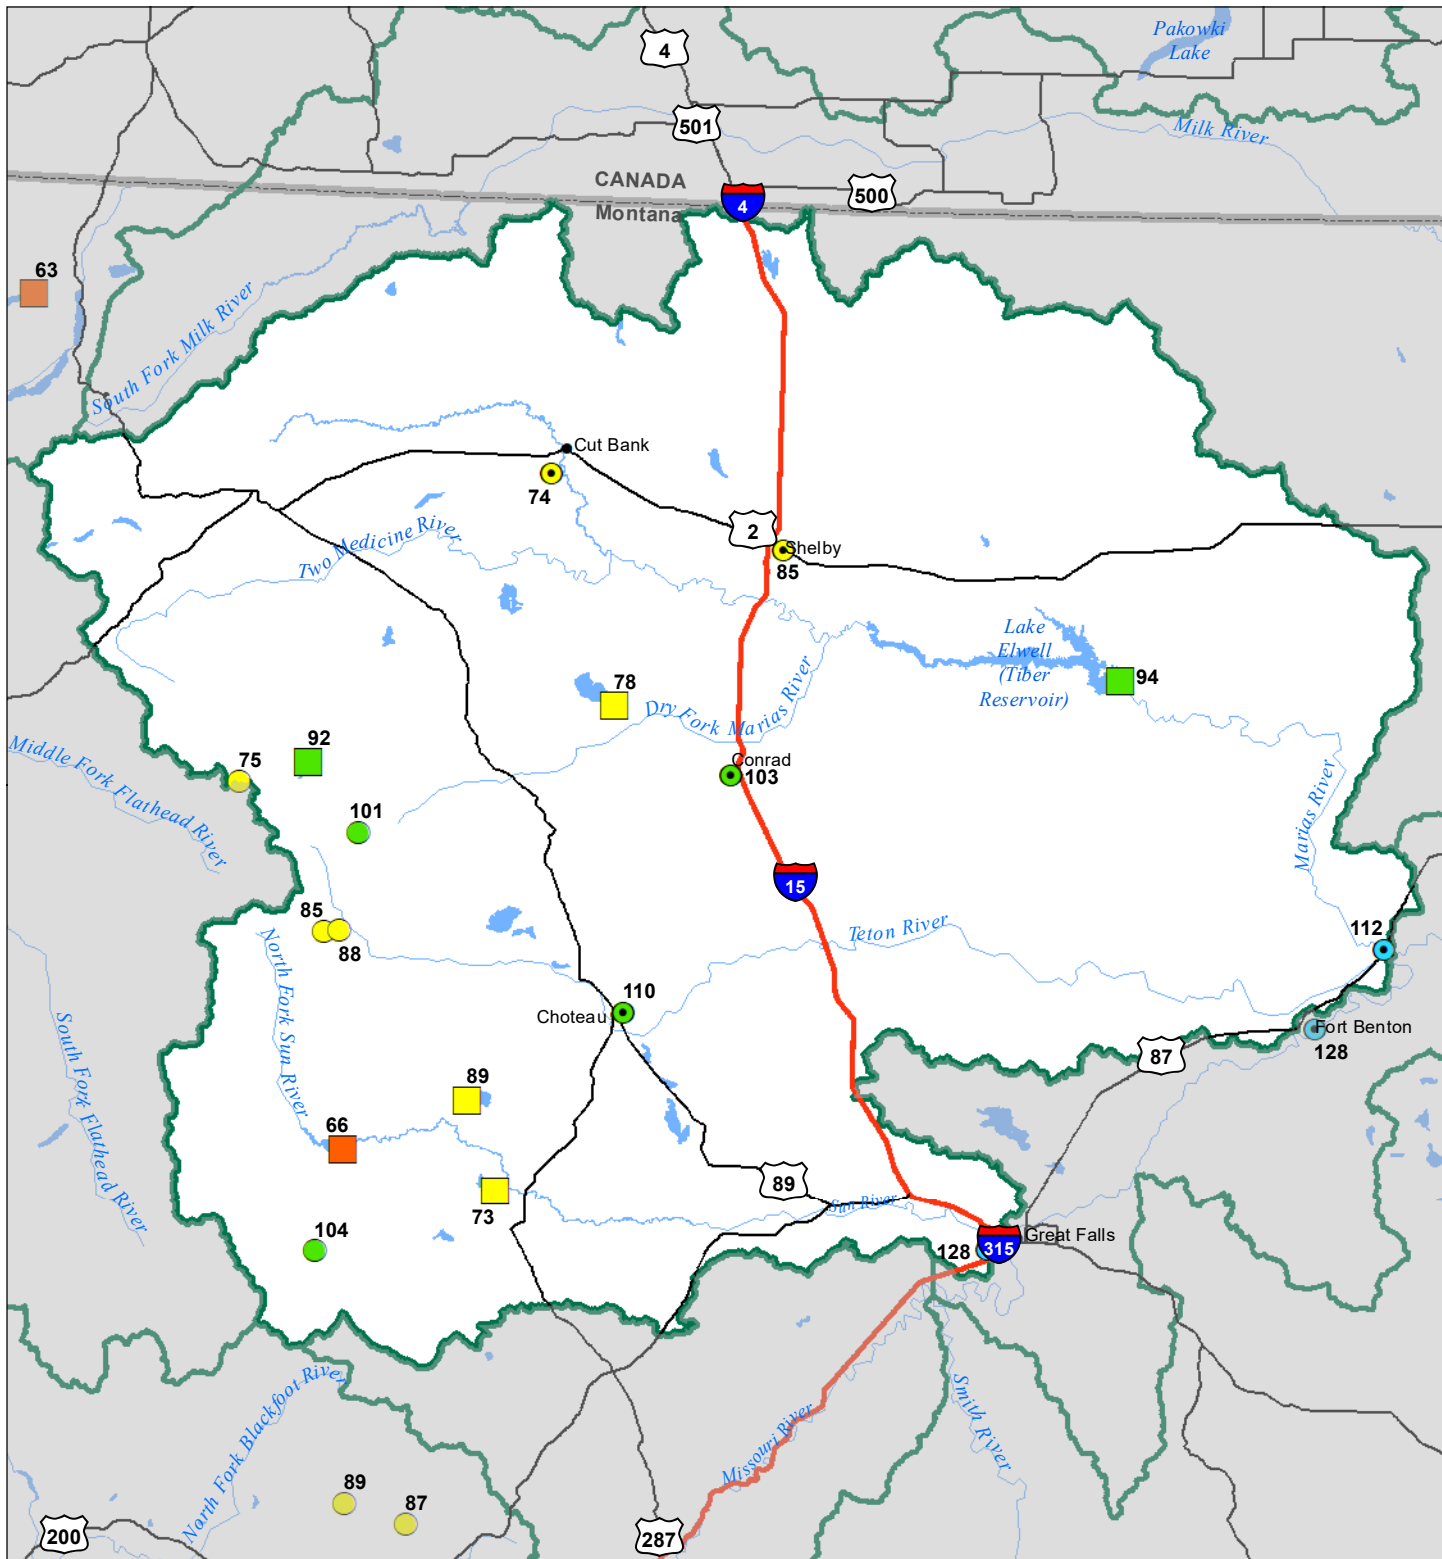 Pakowki
Lake
4
501
Milk River
CANADA
500
4
Montana
63
South Fork Milk River
Cut Bank
74
2
Shelby
85
Two Medicine River
Lake
Elwell
(Tiber
Reservoir)
94
78
Dry Fork Marias River
Middle Fork
Flathead River
75
92
Conrad
103
101
Marias River
15
85
88
North Fork Sun River
Teton River
112
110
Choteau
Fort Benton
128
87
South Fork Flathead River
89
66
89
73
Sun River
104
128
315
Great Falls
North Fork Blackfoot River
Missouri River
Smith River
89
87
200
287